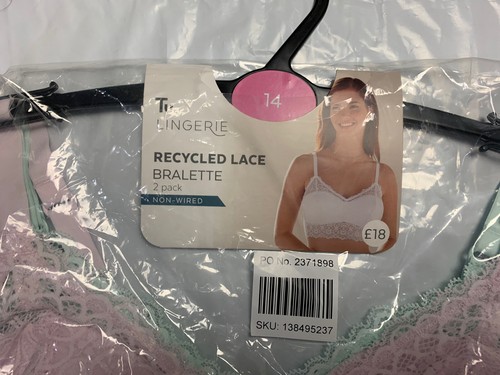 14
Tu
LINGERIE
RECYCLED LACE
BRALETTE
2 pack
NON-WIRED
£18
PO No. 2371898
SKU: 138495237